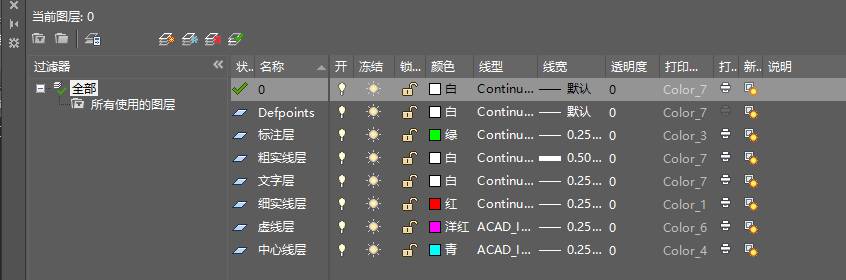 当前图层: 0
过滤器
全部
所有使用的图层
状.. 名称 开 冻结 锁... 颜色 线型 线宽 透明度 打印... 打.. 新.. 说明
0 白 Continu... 默认 0 Color_7
Defpoints 白 Continu... 默认 0 Color_7
标注层 绿 Continu... 0.25... 0 Color_3
粗实线层 白 Continu... 0.50... 0 Color_7
文字层 白 Continu... 0.25... 0 Color_7
细实线层 红 Continu... 0.25... 0 Color_1
虚线层 洋红 ACAD_I... 0.25... 0 Color_6
中心线层 青 ACAD_I... 0.25... 0 Color_4